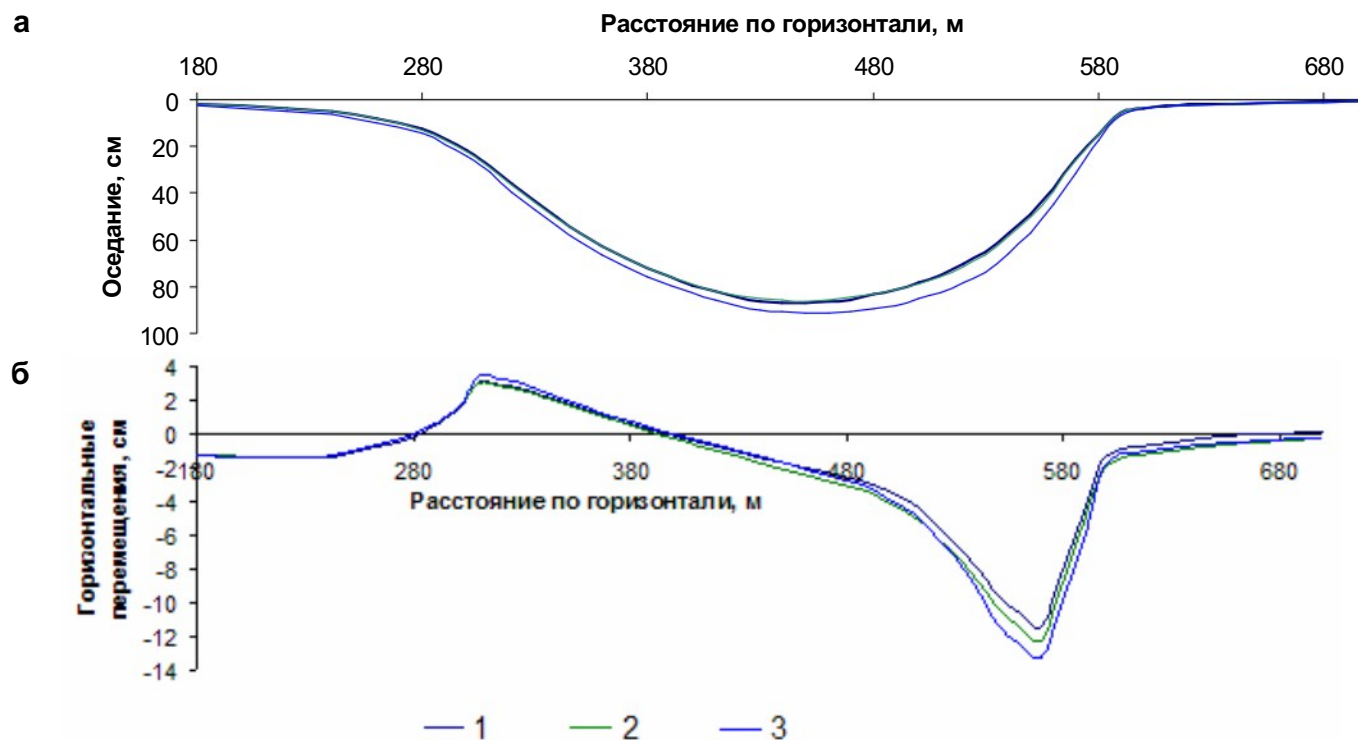 а
Расстояние по горизонтали, м
180 280 380 480 580 680
0
20
40
60
80
100
Оседание, см
б
4
2
0
-2
-4
-6
-8
-10
-12
-14
Горизонтальные
перемещения, см
180 280 380 480 580 680
Расстояние по горизонтали, м
1 2 3